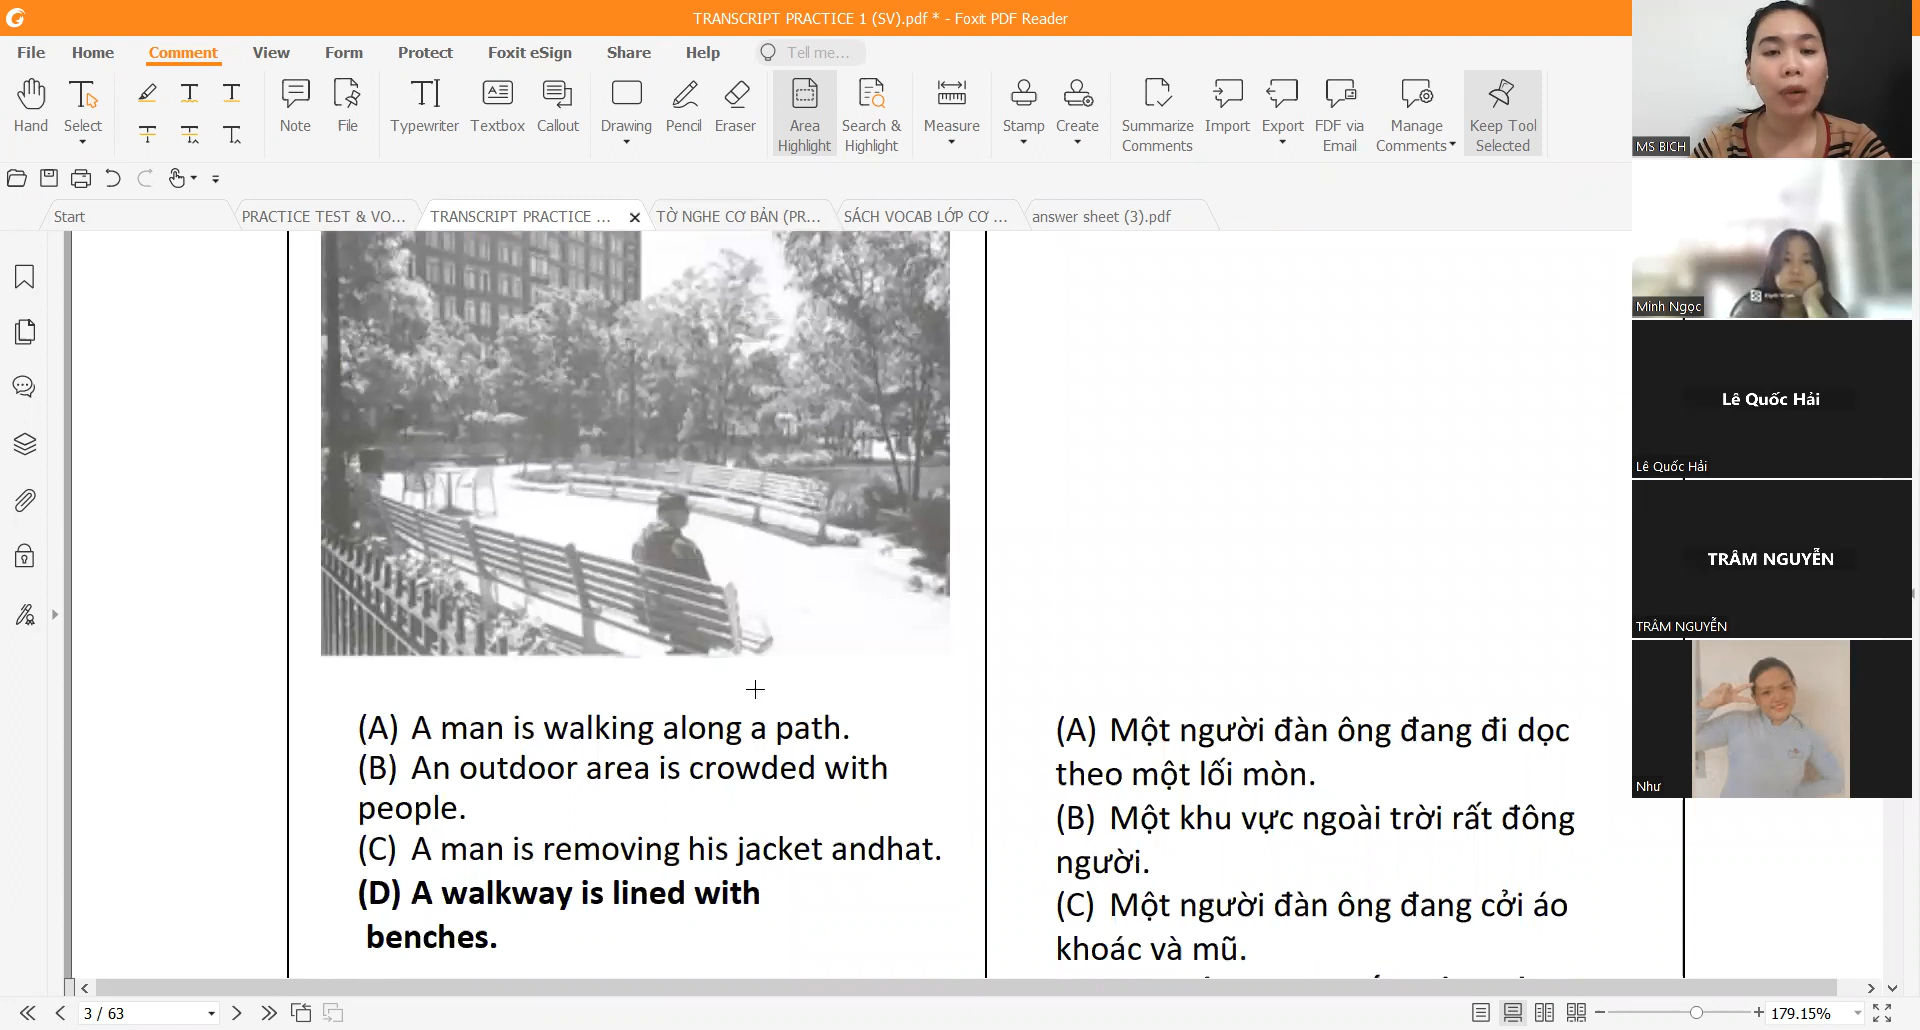 TRANSCRIPT PRACTICE 1 (SV).pdf * - Foxit PDF Reader
File Home Comment View Form Protect Foxit eSign Share Help Tell me...
Hand Select Note File Typewriter Textbox Callout Drawing Pencil Eraser Area Highlight Search & Highlight Measure Stamp Create Summarize Comments Import Export FDF via Email Manage Comments Keep Tool Selected
Start PRACTICE TEST & VO... TRANSCRIPT PRACTICE ... TỜ NGHE CƠ BẢN (PR... SÁCH VOCAB LỚP CƠ ... answer sheet (3).pdf
(A) A man is walking along a path.
(B) An outdoor area is crowded with
people.
(C) A man is removing his jacket andhat.
(D) A walkway is lined with
benches.
(A) Một người đàn ông đang đi dọc
theo một lối mòn.
(B) Một khu vực ngoài trời rất đông
người.
(C) Một người đàn ông đang cởi áo
khoác và mũ.
MS BICH
Minh Ngọc
Lê Quốc Hải
Lê Quốc Hải
TRÂM NGUYỄN
TRÂM NGUYỄN
Như
3 / 63
179.15%